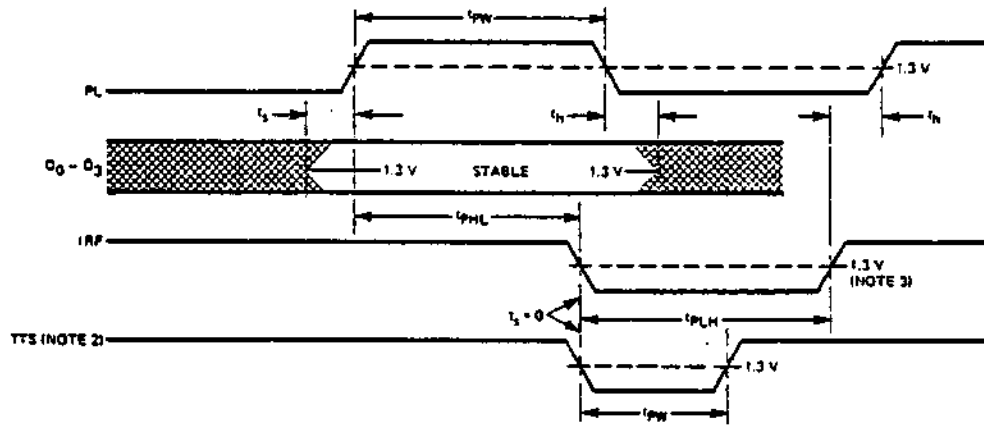 tPW
1.3 V
PL
ts
th
th
D0 – D3
1.3 V
STABLE
1.3 V
tPHL
IRF
1.3 V
(NOTE 3)
ts = 0
tPLH
TTS (NOTE 2)
1.3 V
tPW